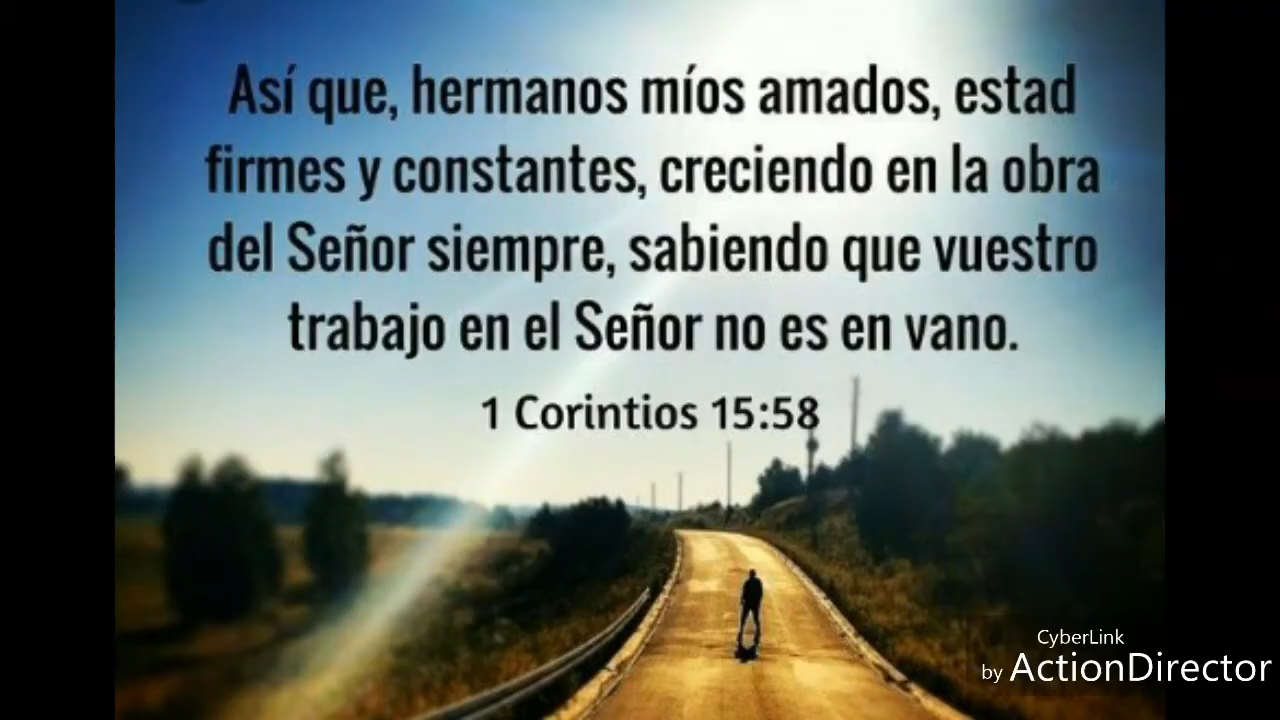 Así que, hermanos míos amados, estad
firmes y constantes, creciendo en la obra
del Señor siempre, sabiendo que vuestro
trabajo en el Señor no es en vano.
1 Corintios 15:58
CyberLink
by ActionDirector